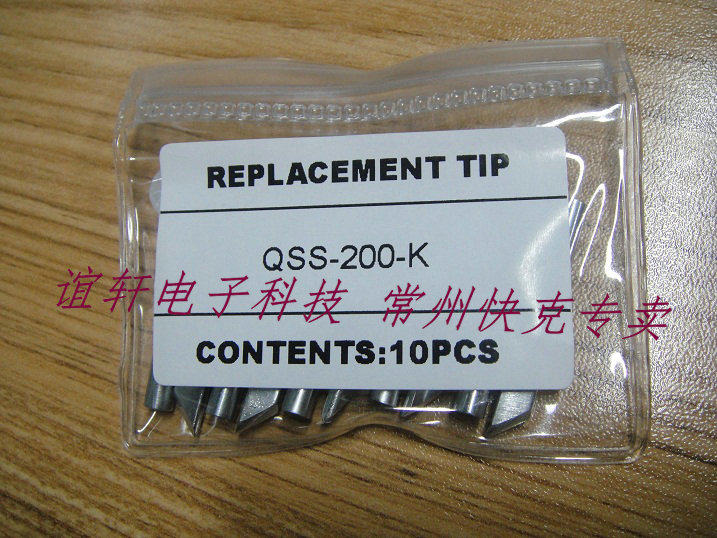 REPLACEMENT TIP
QSS-200-K
谊轩电子科技 常州快克专卖
CONTENTS:10PCS